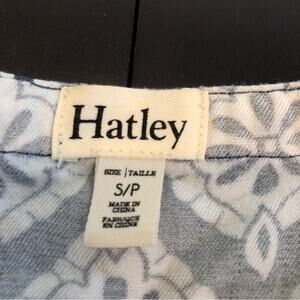 Hatley
SIZE | TAILLE
S/P
MADE IN
CHINA
FABRIQUÉ
EN CHINE